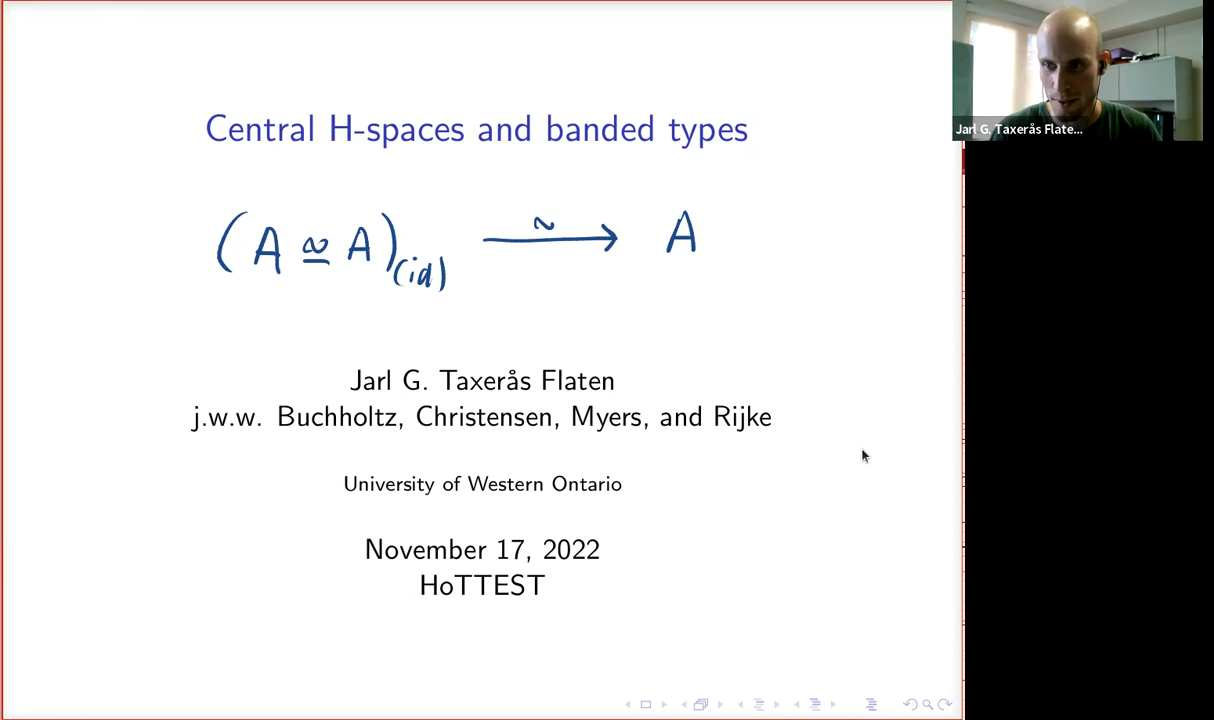 Central H-spaces and banded types
(A ≃ A)(id) ⟶ ~ A
Jarl G. Taxerås Flaten
j.w.w. Buchholtz, Christensen, Myers, and Rijke
University of Western Ontario
November 17, 2022
HoTTEST
Jarl G. Taxerås Flate...